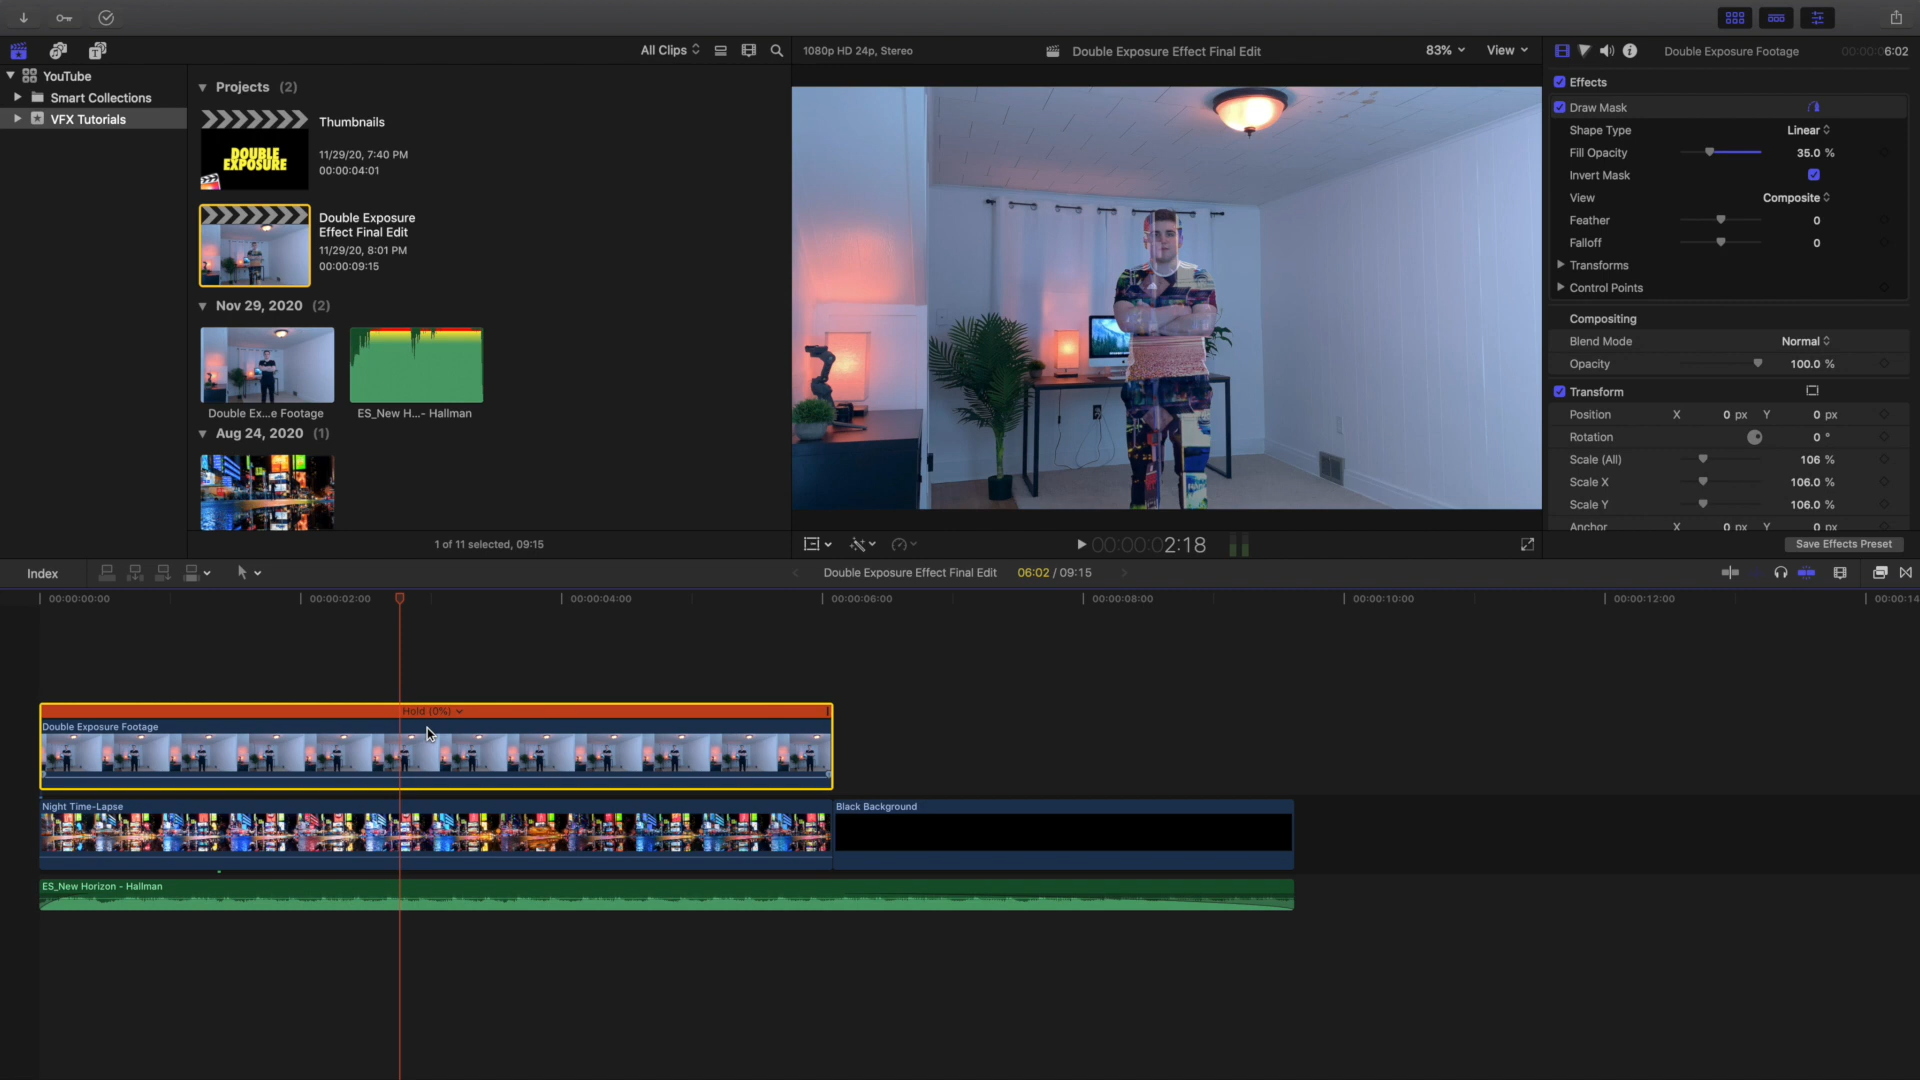 All Clips
1080p HD 24p, Stereo
Double Exposure Effect Final Edit
83%
View
Double Exposure Footage
00:00:06:02
YouTube
Smart Collections
VFX Tutorials
Projects (2)
Thumbnails
11/29/20, 7:40 PM
00:00:04:01
DOUBLE
EXPOSURE
Double Exposure
Effect Final Edit
11/29/20, 8:01 PM
00:00:09:15
Nov 29, 2020 (2)
Double Ex...e Footage
ES_New H...- Hallman
Aug 24, 2020 (1)
1 of 11 selected, 09:15
00:00:02:18
Effects
Draw Mask
Shape Type Linear
Fill Opacity 35.0 %
Invert Mask
View Composite
Feather 0
Falloff 0
Transforms
Control Points
Compositing
Blend Mode Normal
Opacity 100.0 %
Transform
Position X 0 px Y 0 px
Rotation 0 °
Scale (All) 106 %
Scale X 106.0 %
Scale Y 106.0 %
Anchor X 0 px Y 0 px
Save Effects Preset
Index
Double Exposure Effect Final Edit 06:02 / 09:15
00:00:00:00 00:00:02:00 00:00:04:00 00:00:06:00 00:00:08:00 00:00:10:00 00:00:12:00 00:00:14
Hold (0%)
Double Exposure Footage
Night Time-Lapse
Black Background
ES_New Horizon - Hallman